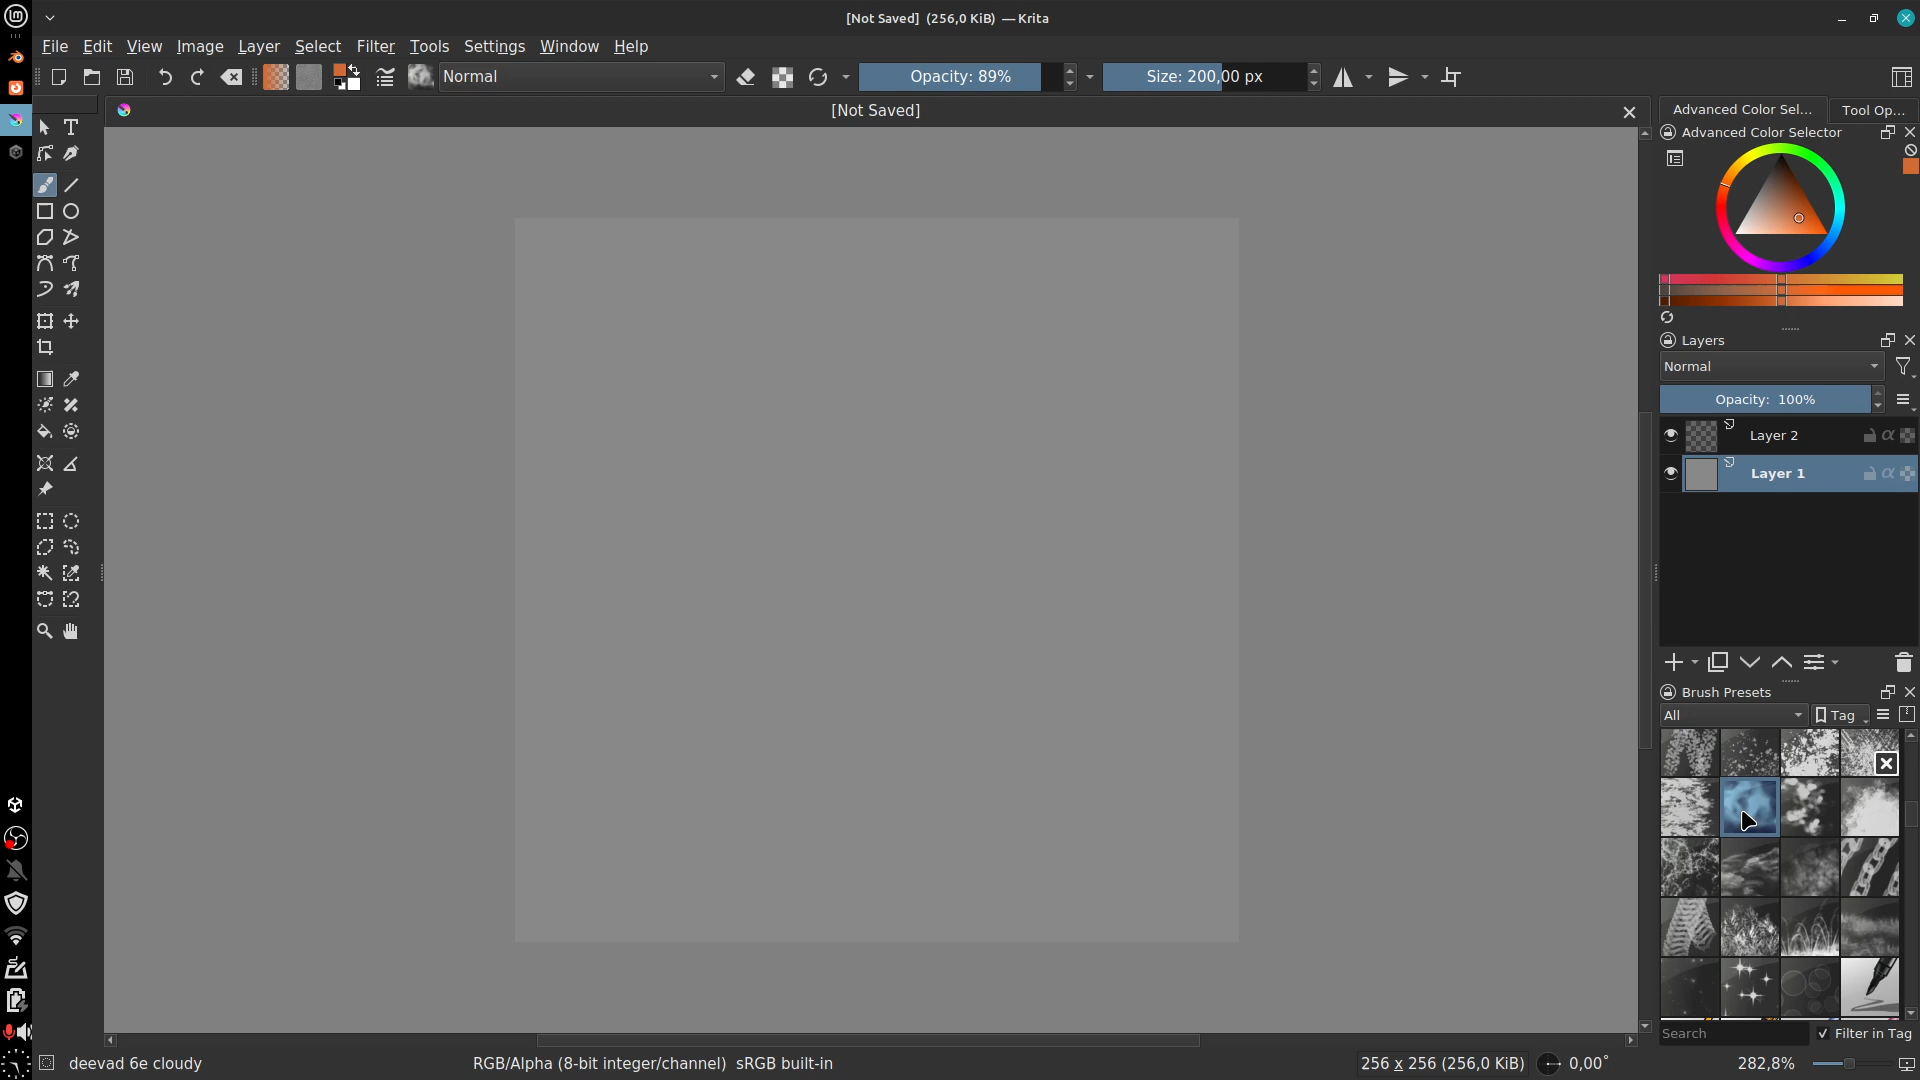 [Not Saved] (256,0 KiB) — Krita
File Edit View Image Layer Select Filter Tools Settings Window Help
Normal
Opacity: 89%
Size: 200,00 px
[Not Saved]
Advanced Color Sel...
Tool Op...
Advanced Color Selector
Layers
Normal
Opacity: 100%
Layer 2
Layer 1
Brush Presets
All
Tag
Search
Filter in Tag
deevad 6e cloudy
RGB/Alpha (8-bit integer/channel) sRGB built-in
256 x 256 (256,0 KiB)
0,00°
282,8%